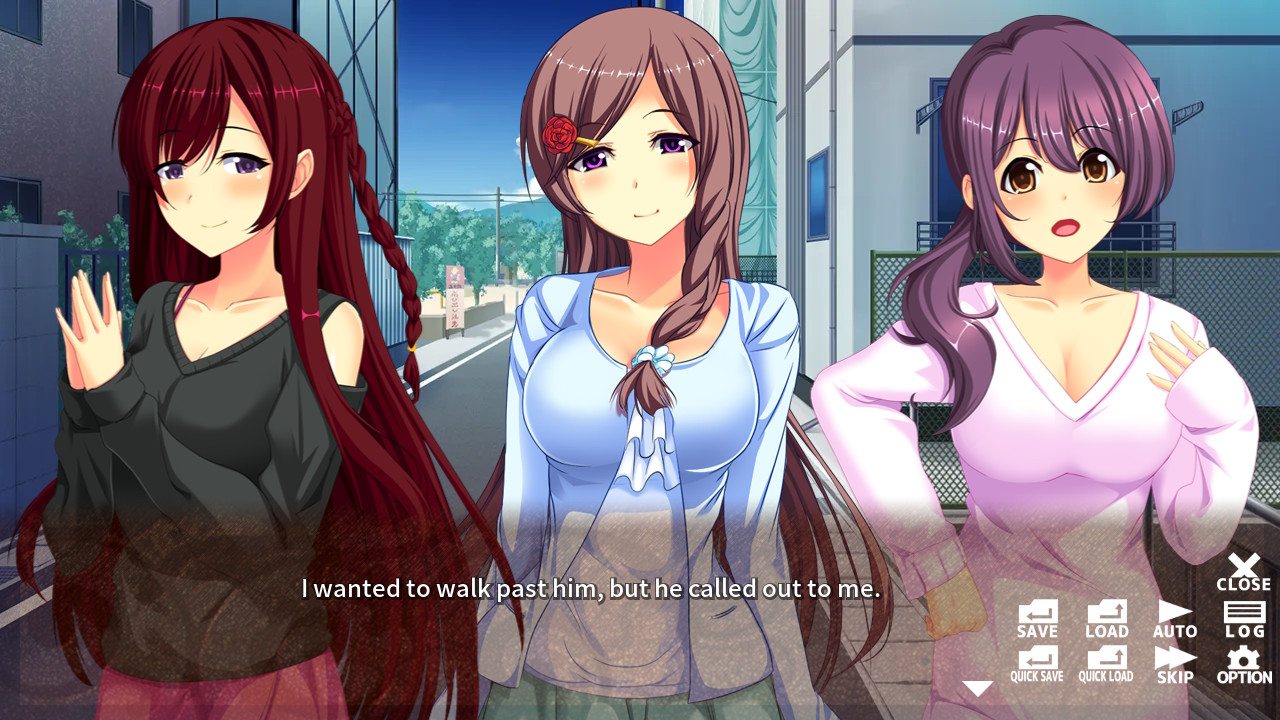 I wanted to walk past him, but he called out to me.
CLOSE
SAVE
LOAD
AUTO
LOG
QUICK SAVE
QUICK LOAD
SKIP
OPTION